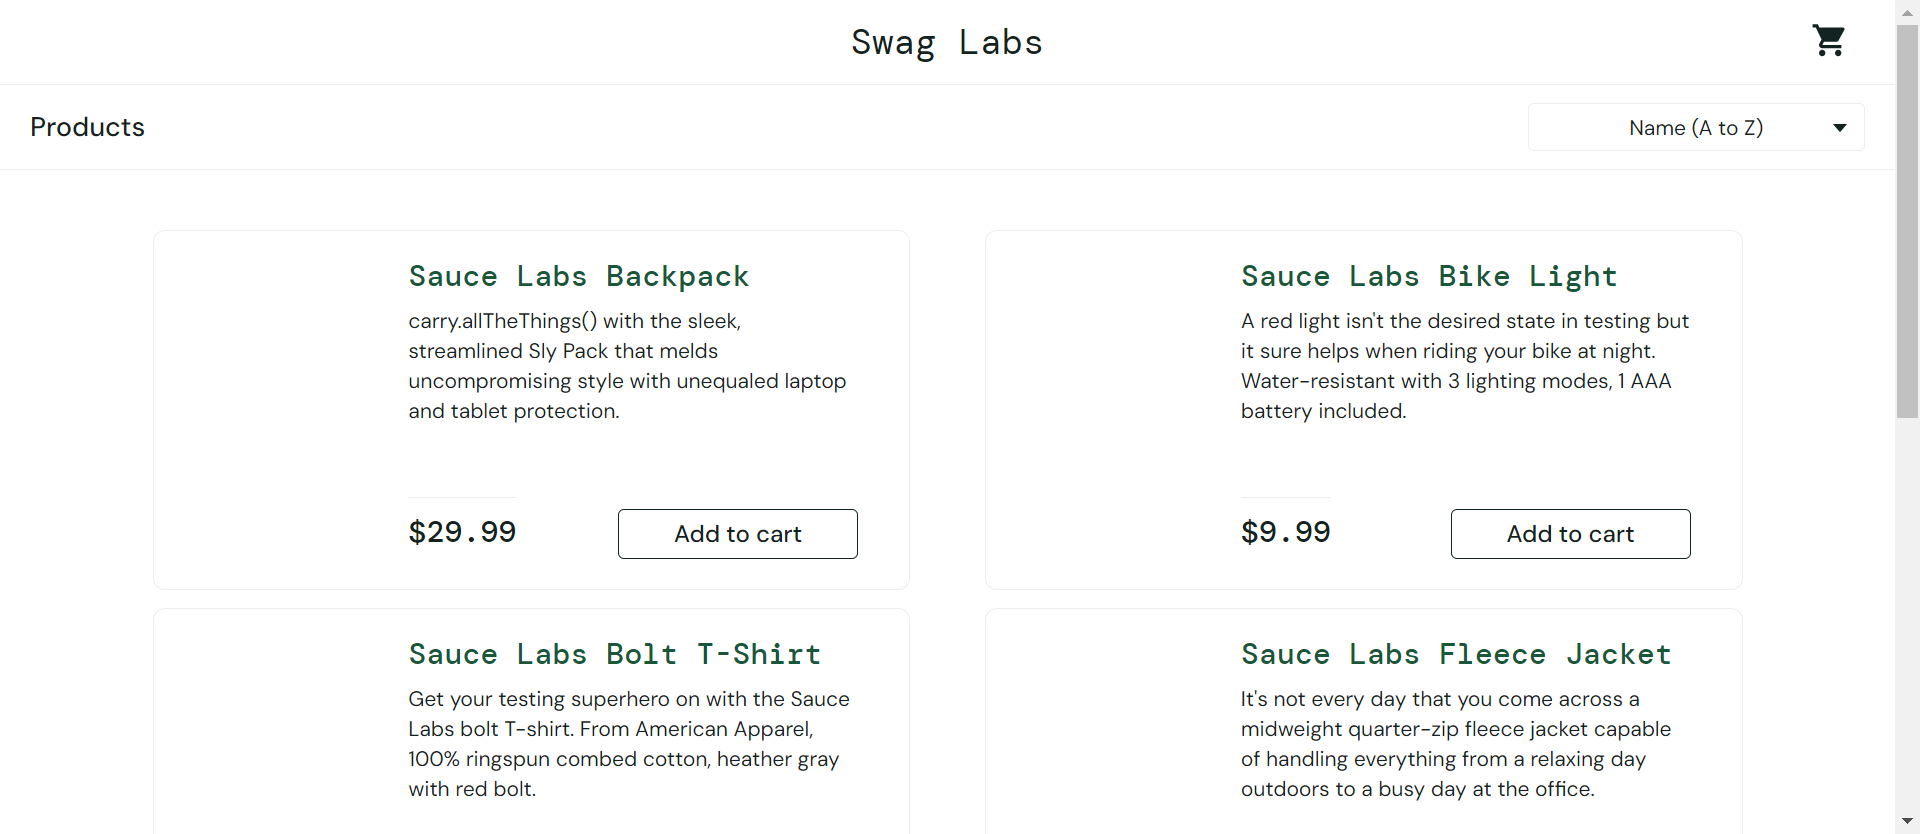 Swag Labs
Products
Name (A to Z)
Sauce Labs Backpack
carry.allTheThings() with the sleek,
streamlined Sly Pack that melds
uncompromising style with unequaled laptop
and tablet protection.
$29.99
Add to cart
Sauce Labs Bike Light
A red light isn't the desired state in testing but
it sure helps when riding your bike at night.
Water-resistant with 3 lighting modes, 1 AAA
battery included.
$9.99
Add to cart
Sauce Labs Bolt T-Shirt
Get your testing superhero on with the Sauce
Labs bolt T-shirt. From American Apparel,
100% ringspun combed cotton, heather gray
with red bolt.
Sauce Labs Fleece Jacket
It's not every day that you come across a
midweight quarter-zip fleece jacket capable
of handling everything from a relaxing day
outdoors to a busy day at the office.